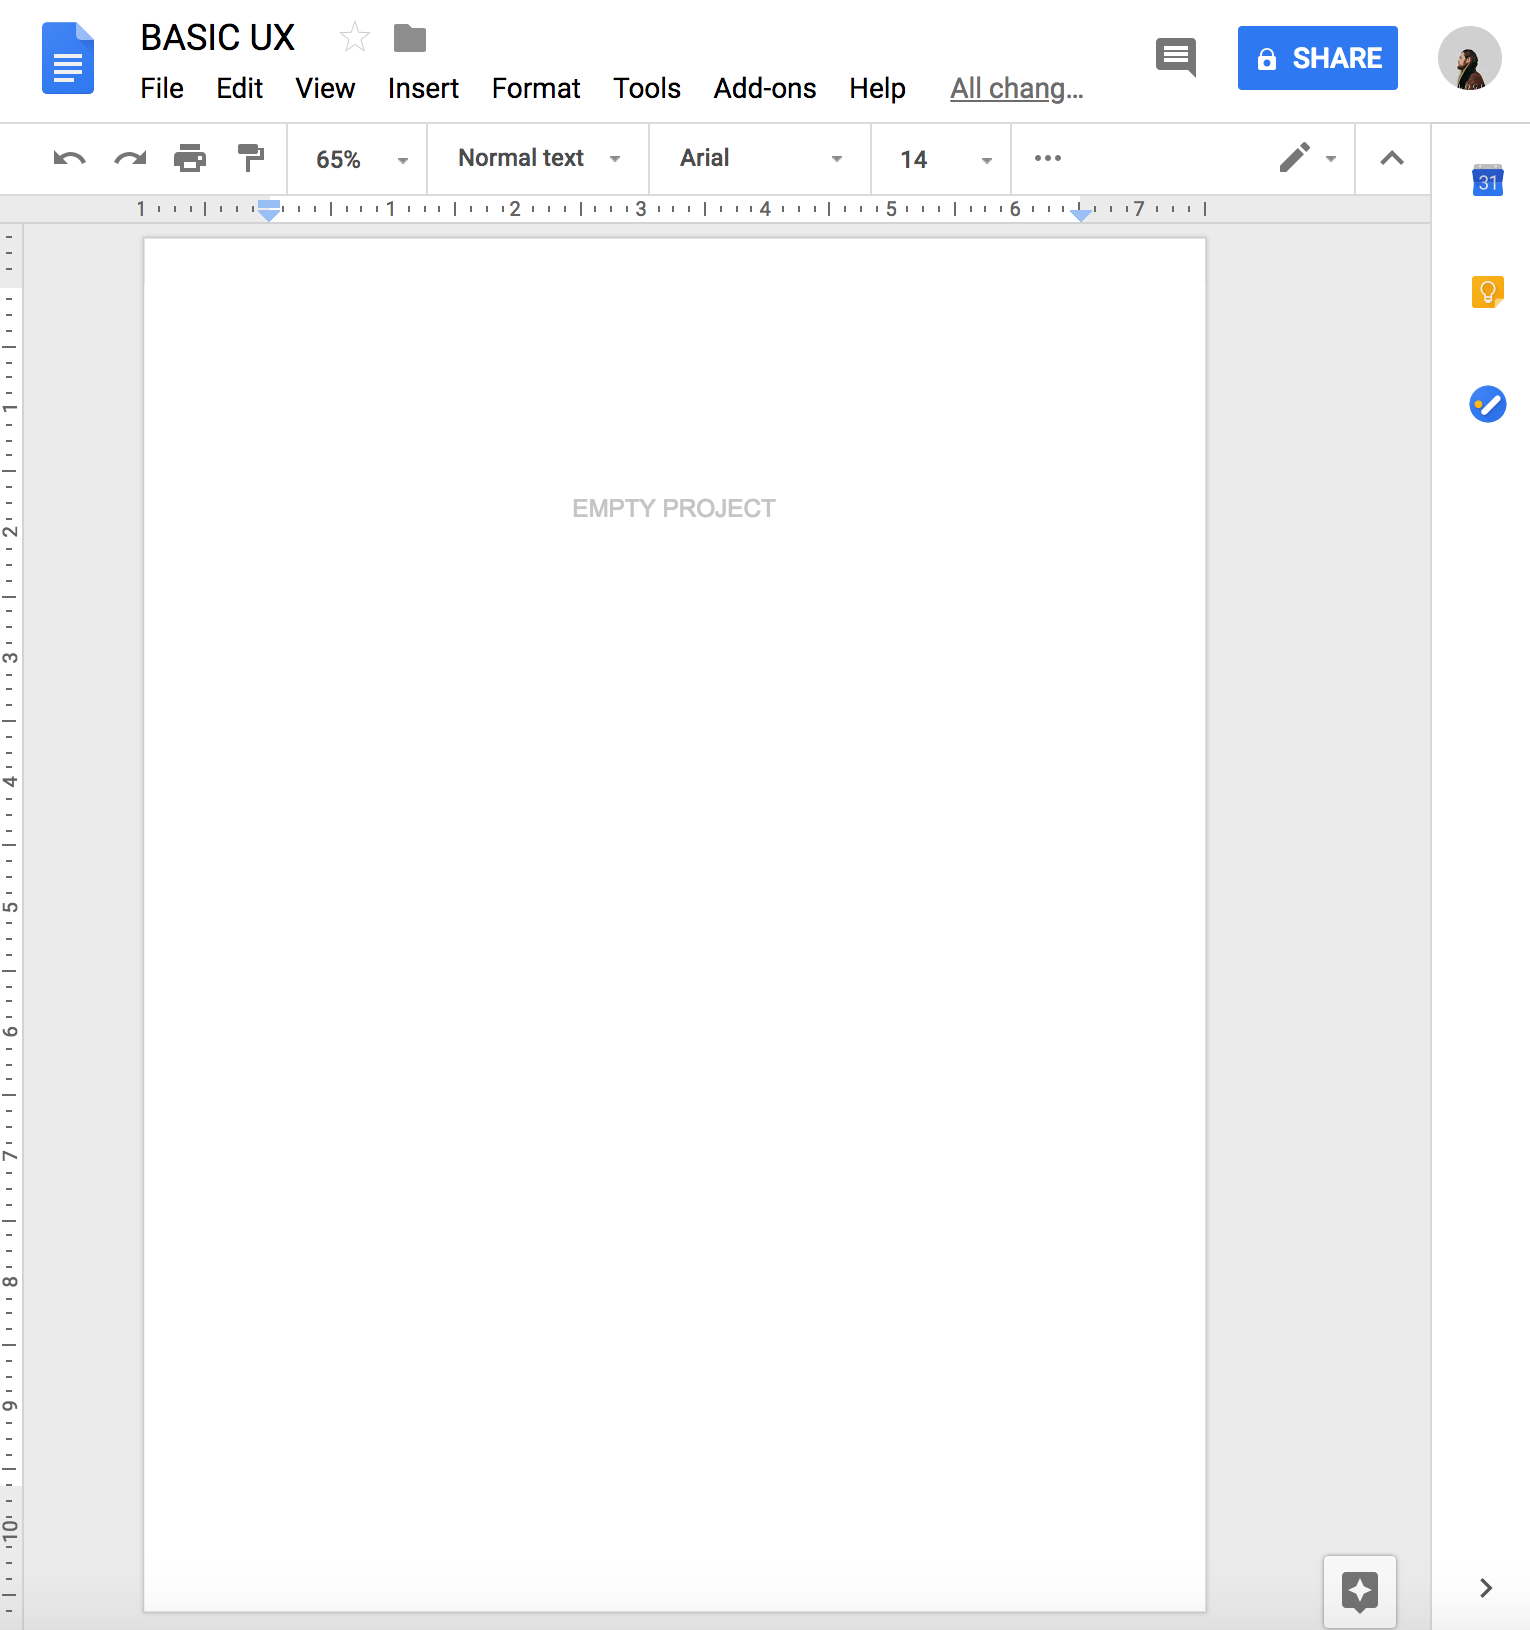 BASIC UX
File Edit View Insert Format Tools Add-ons Help All chang...
SHARE
65% Normal text Arial 14
31
1 1 2 3 4 5 6 7
EMPTY PROJECT
1
2
3
4
5
6
7
8
9
10